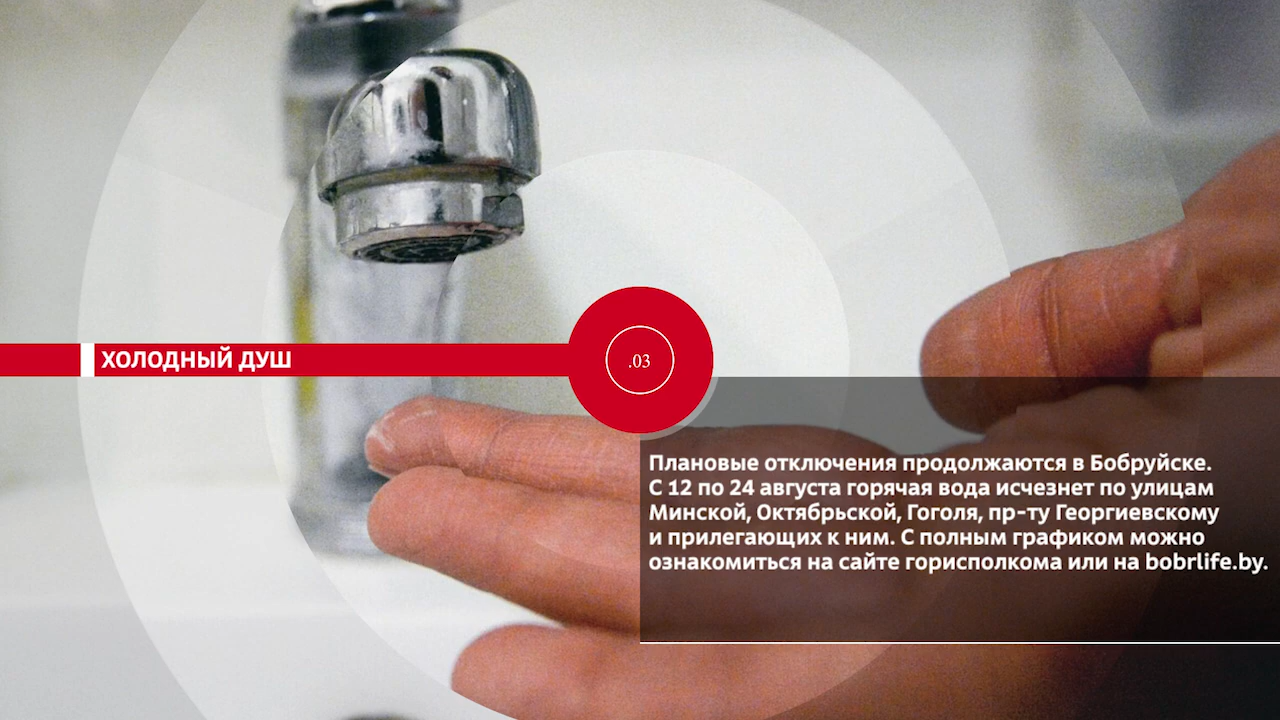 ХОЛОДНЫЙ ДУШ
.03
Плановые отключения продолжаются в Бобруйске.
С 12 по 24 августа горячая вода исчезнет по улицам
Минской, Октябрьской, Гоголя, пр-ту Георгиевскому
и прилегающих к ним. С полным графиком можно
ознакомиться на сайте горисполкома или на bobrlife.by.